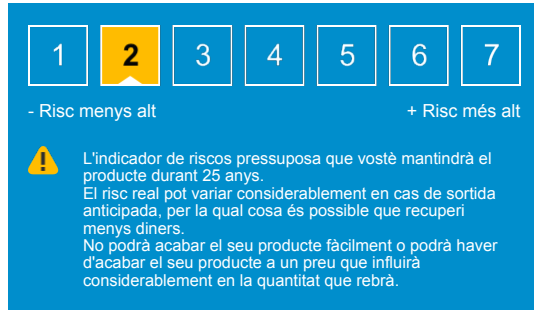 1 2 3 4 5 6 7
- Risc menys alt + Risc més alt
L'indicador de riscos pressuposa que vostè mantindrà el
producte durant 25 anys.
El risc real pot variar considerablement en cas de sortida
anticipada, per la qual cosa és possible que recuperi
menys diners.
No podrà acabar el seu producte fàcilment o podrà haver
d'acabar el seu producte a un preu que influirà
considerablement en la quantitat que rebrà.